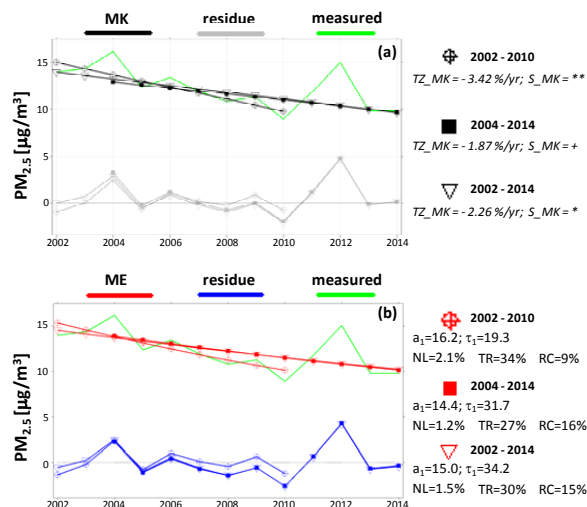 MK residue measured
(a)
PM2.5 [μg/m³]
15
10
5
0
2002 2004 2006 2008 2010 2012 2014
2002 - 2010
TZ_MK = - 3.42 %/yr; S_MK = **
2004 - 2014
TZ_MK = - 1.87 %/yr; S_MK = +
2002 - 2014
TZ_MK = - 2.26 %/yr; S_MK = *
ME residue measured
(b)
PM2.5 [μg/m³]
15
10
5
0
2002 2004 2006 2008 2010 2012 2014
2002 - 2010
a1=16.2; τ1=19.3
NL=2.1% TR=34% RC=9%
2004 - 2014
a1=14.4; τ1=31.7
NL=1.2% TR=27% RC=16%
2002 - 2014
a1=15.0; τ1=34.2
NL=1.5% TR=30% RC=15%